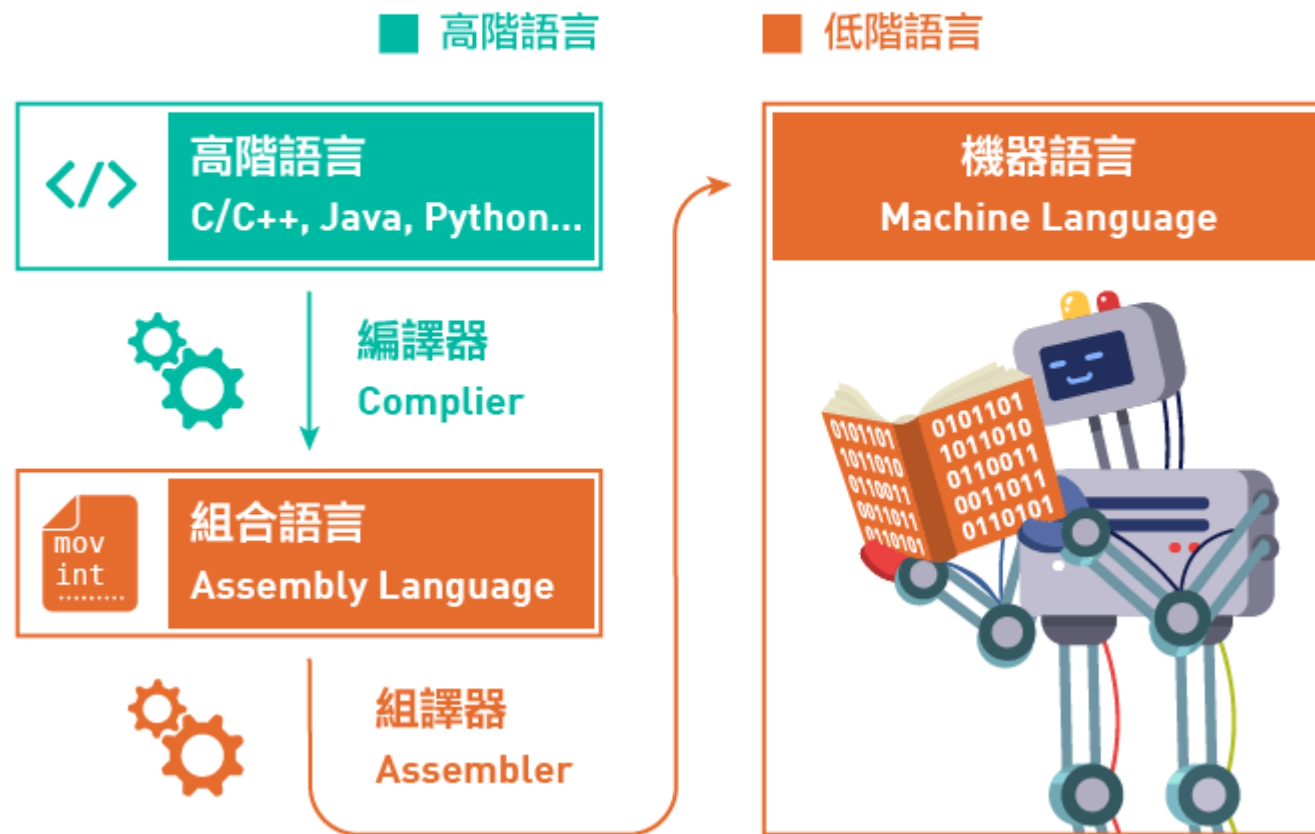 高階語言
低階語言
</>
高階語言
C/C++, Java, Python...
編譯器
Complier
mov
int
組合語言
Assembly Language
組譯器
Assembler
機器語言
Machine Language
0101101
1011010
0110011
0011011
0110101
0101101
1011010
0110011
0011011
0110101